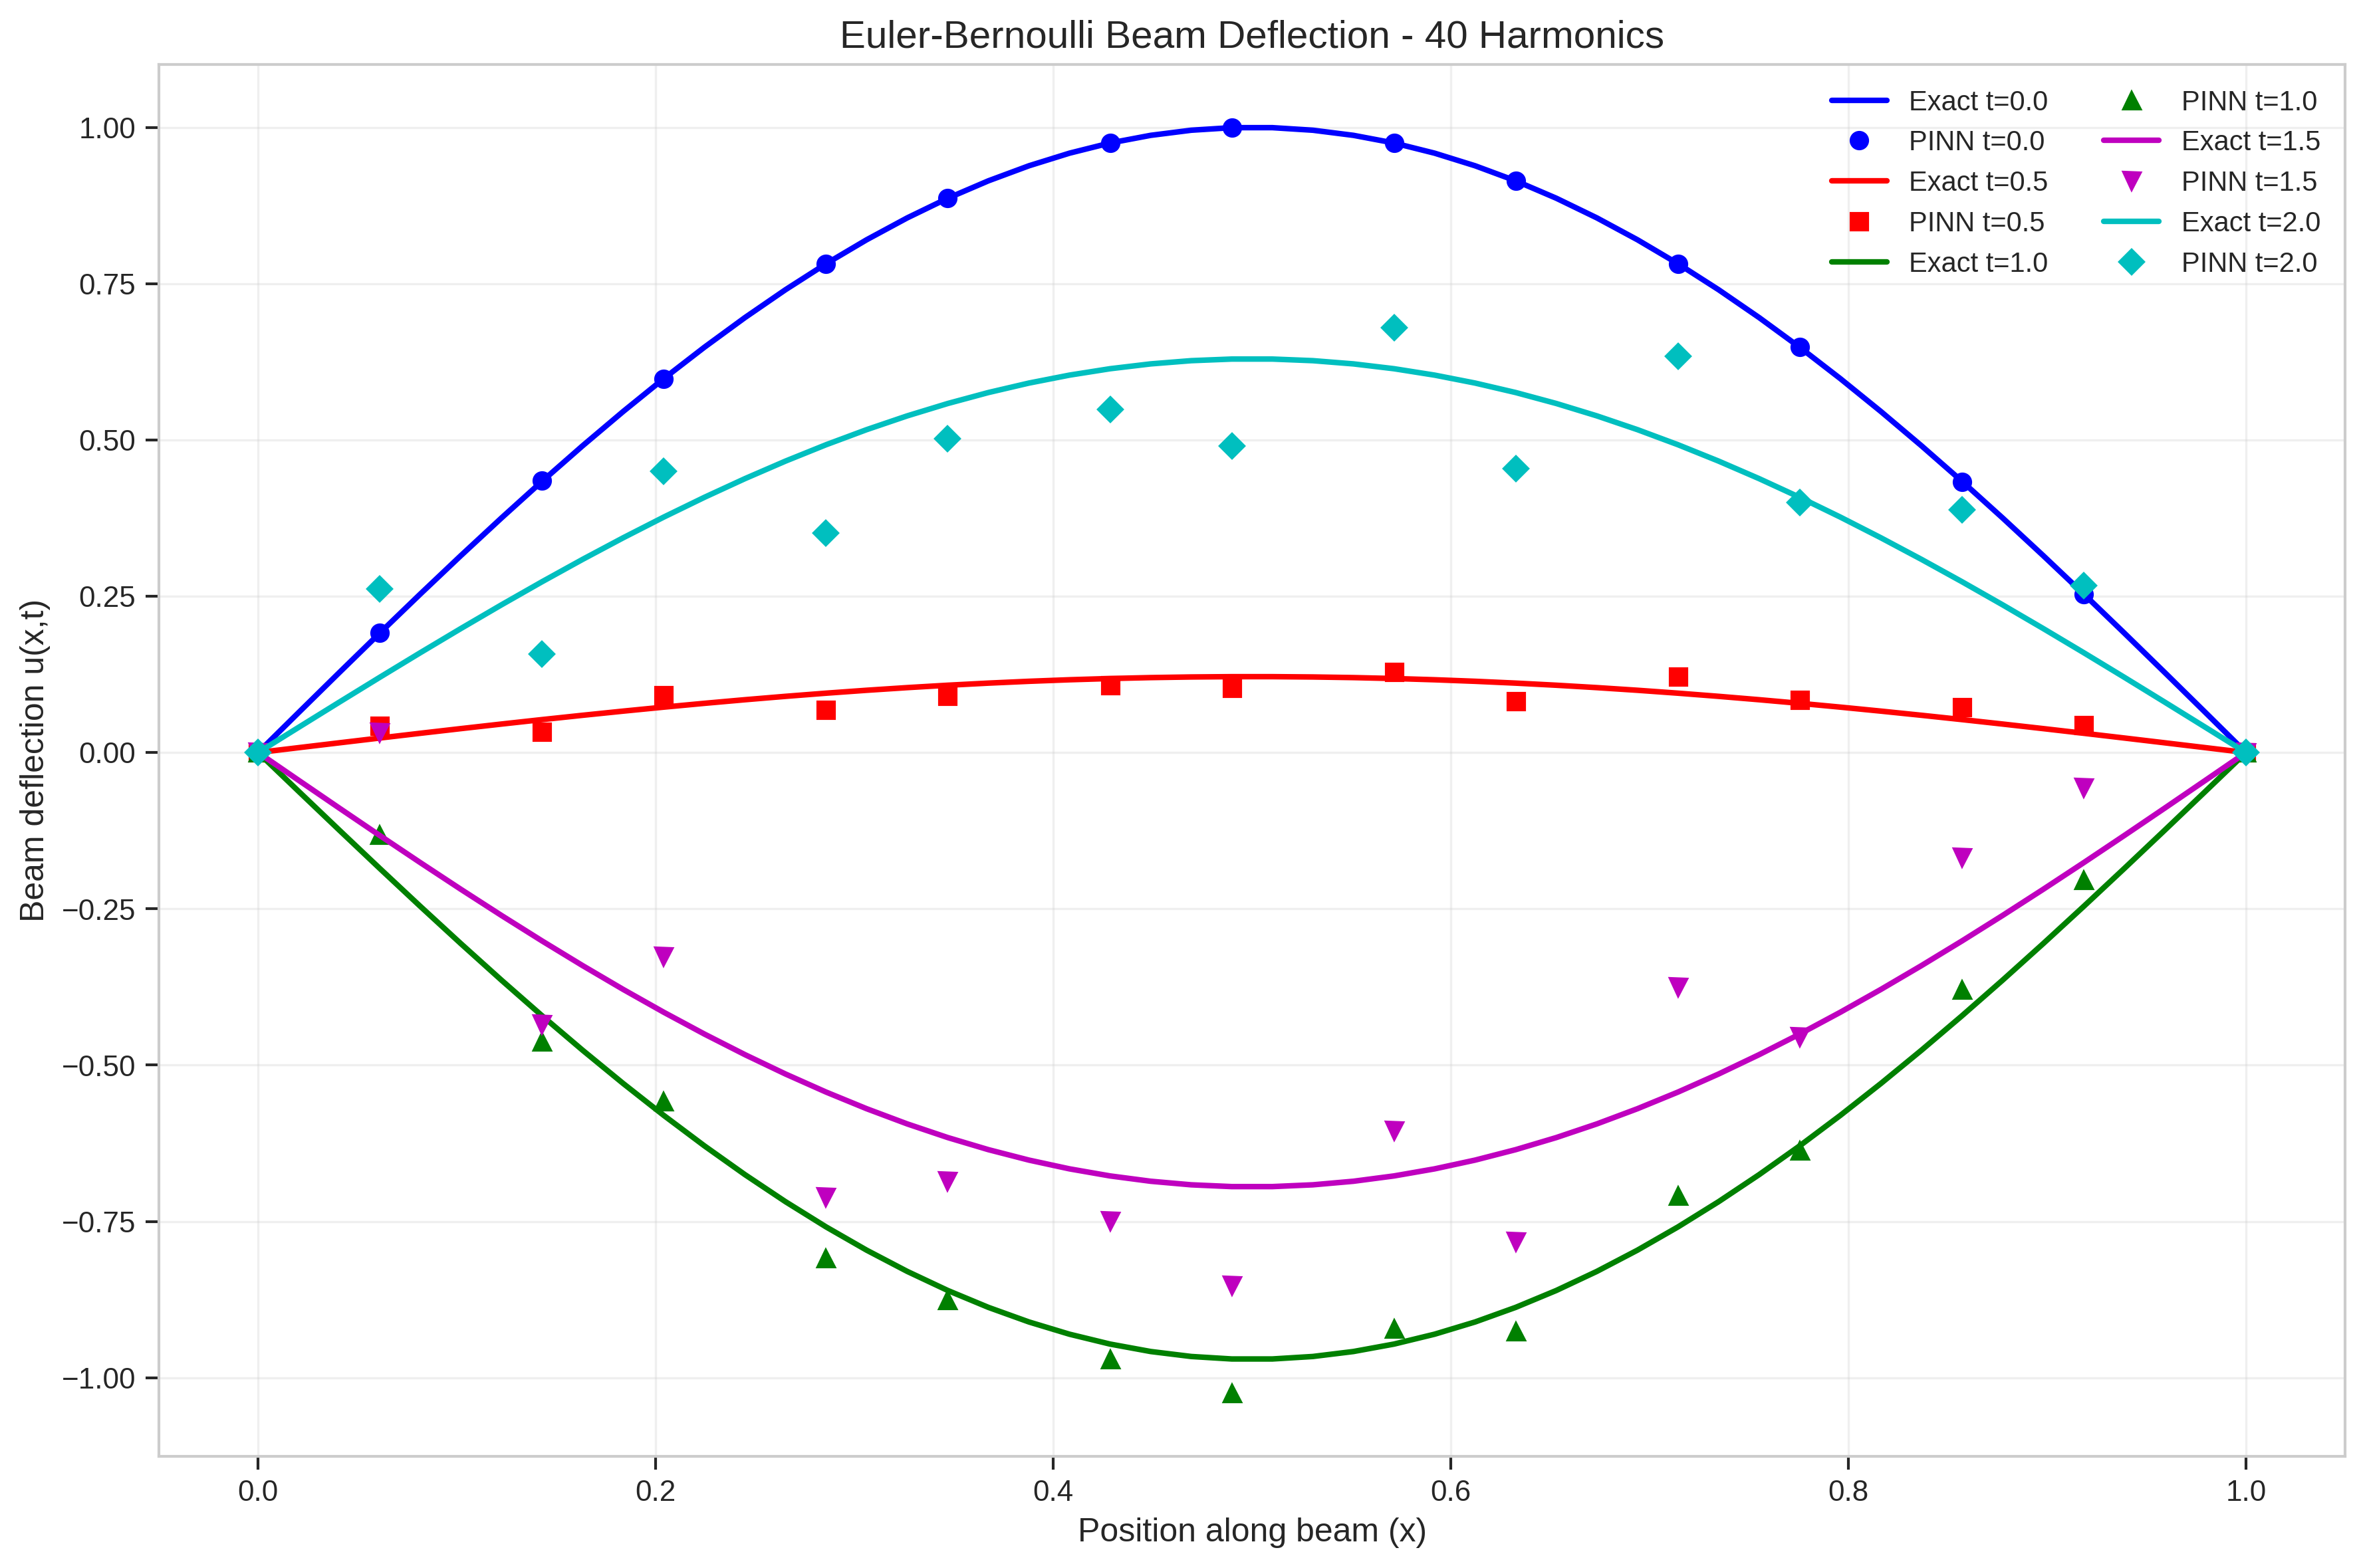 Euler-Bernoulli Beam Deflection - 40 Harmonics
Exact t=0.0
PINN t=0.0
Exact t=0.5
PINN t=0.5
Exact t=1.0
PINN t=1.0
Exact t=1.5
PINN t=1.5
Exact t=2.0
PINN t=2.0
Beam deflection u(x,t)
1.00
0.75
0.50
0.25
0.00
−0.25
−0.50
−0.75
−1.00
0.0 0.2 0.4 0.6 0.8 1.0
Position along beam (x)